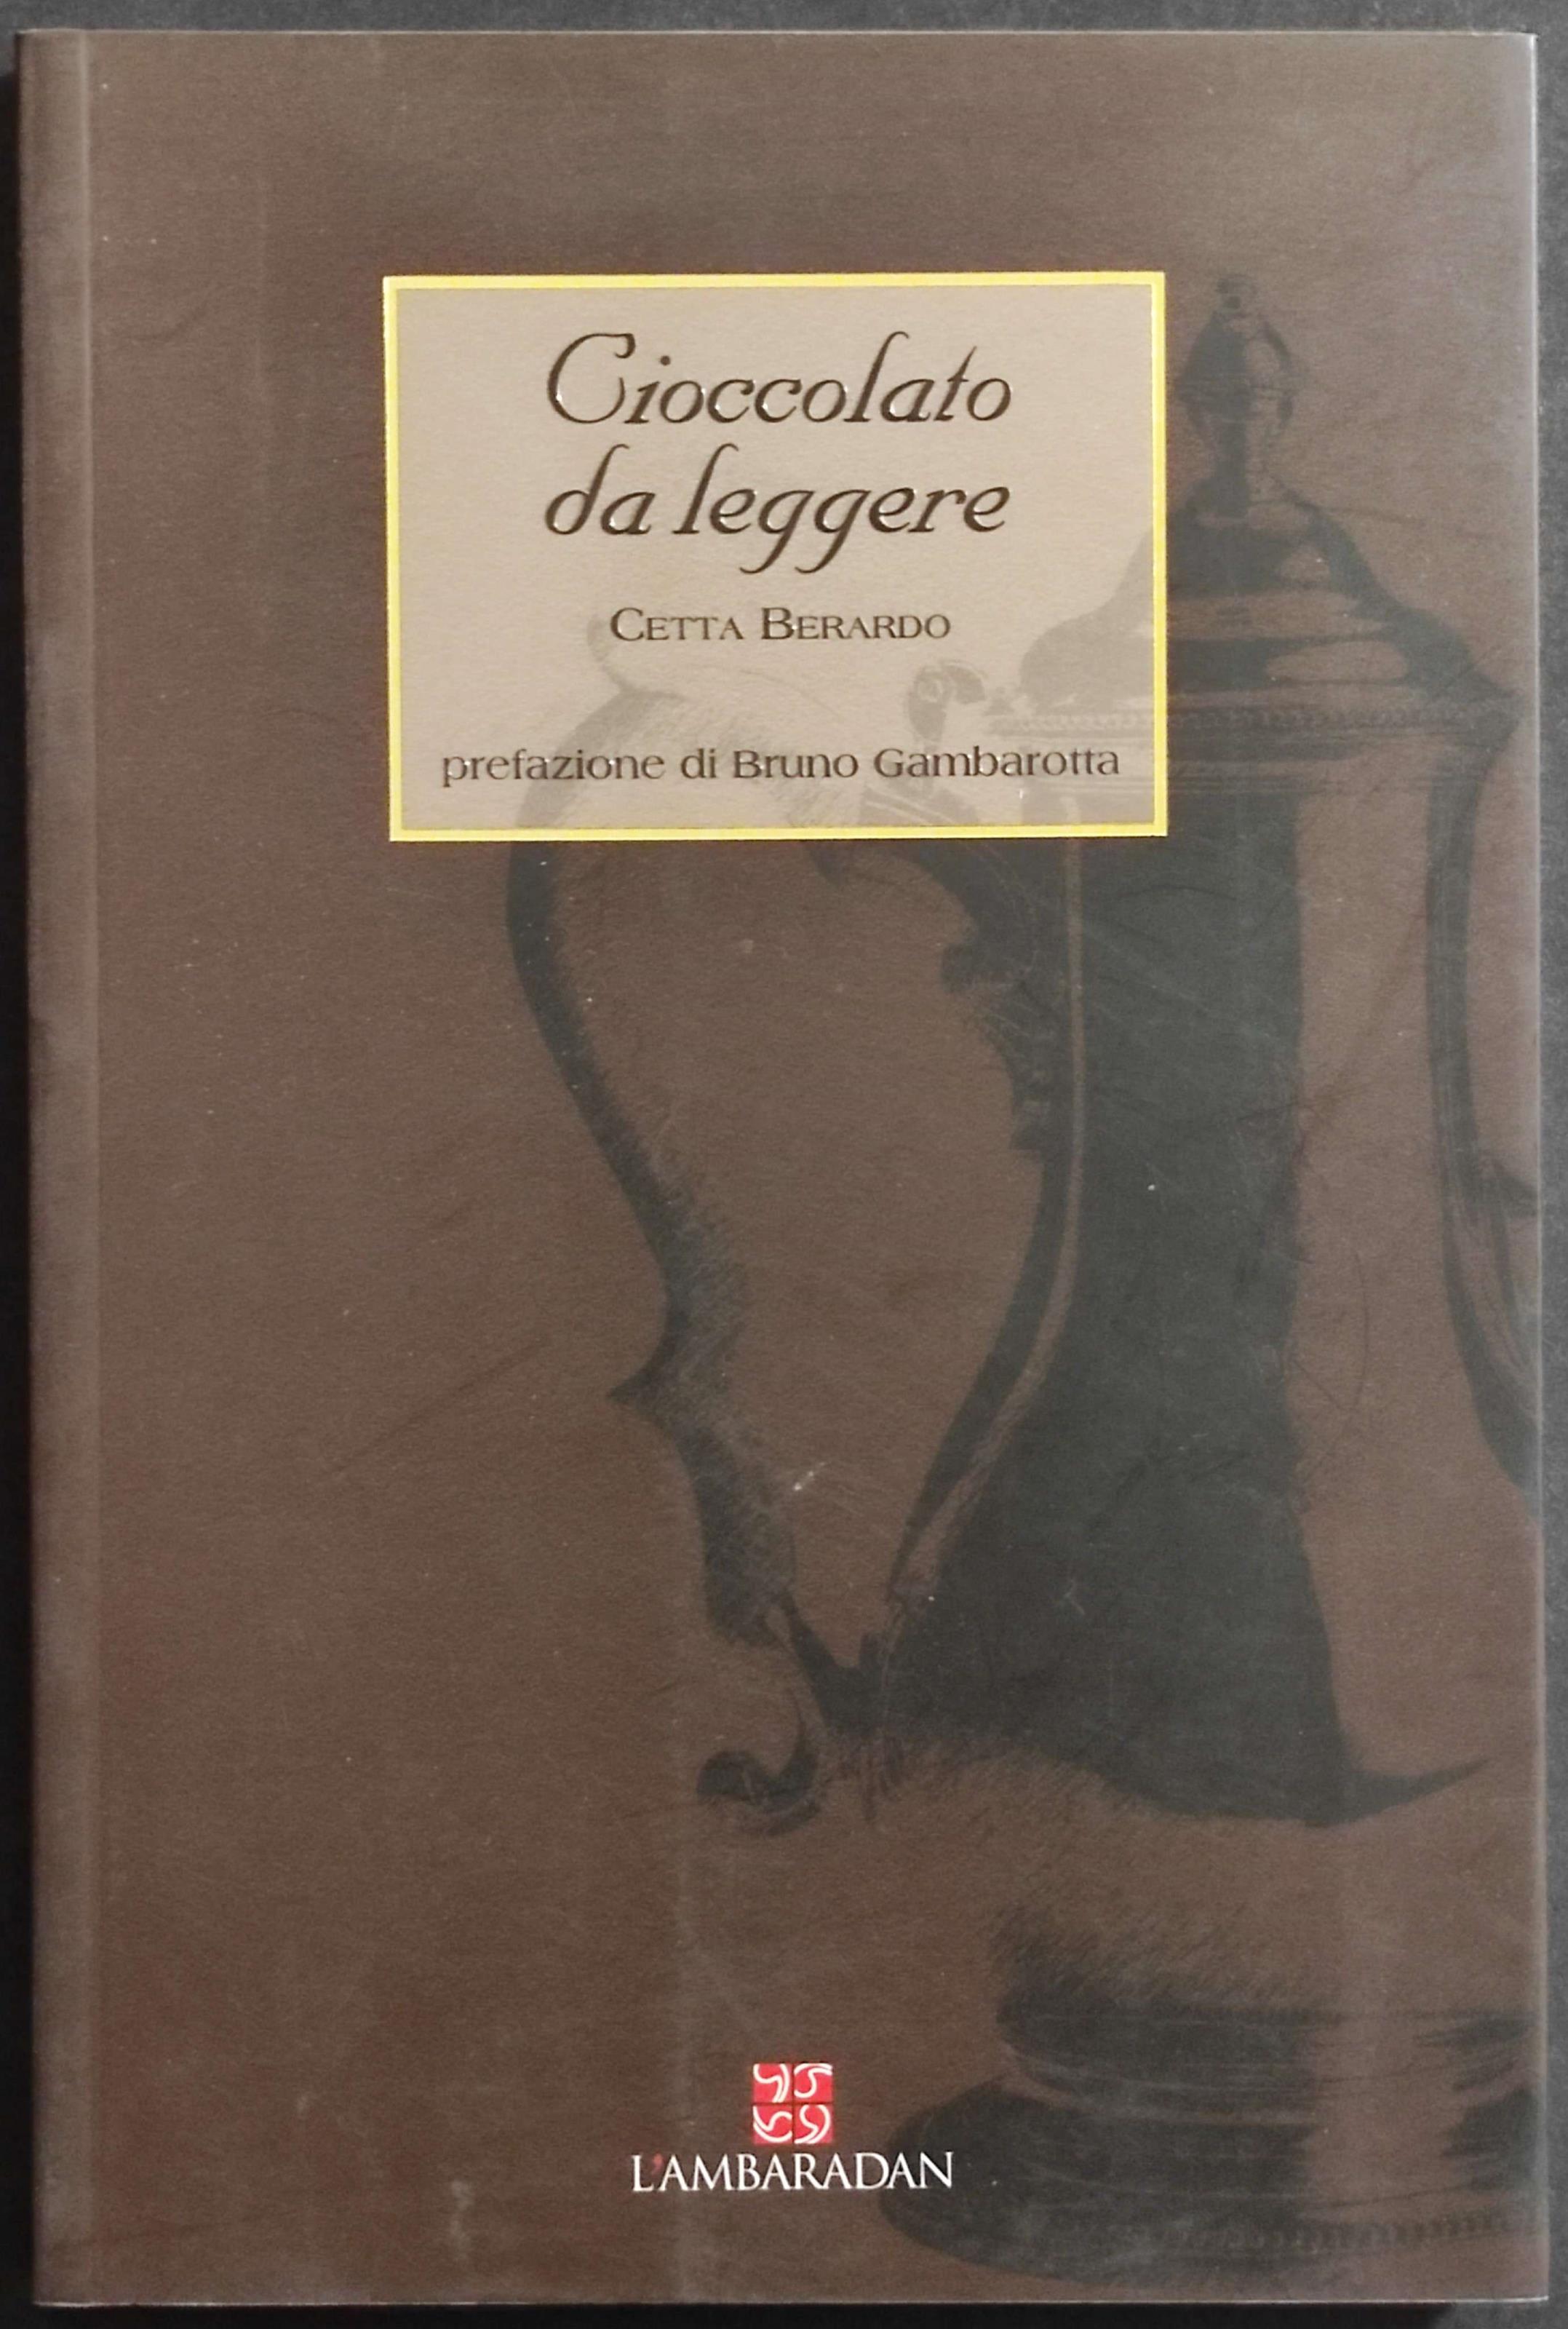 Cioccolato
da leggere
CETTA BERARDO
prefazione di Bruno Gambarotta
L'AMBARADAN